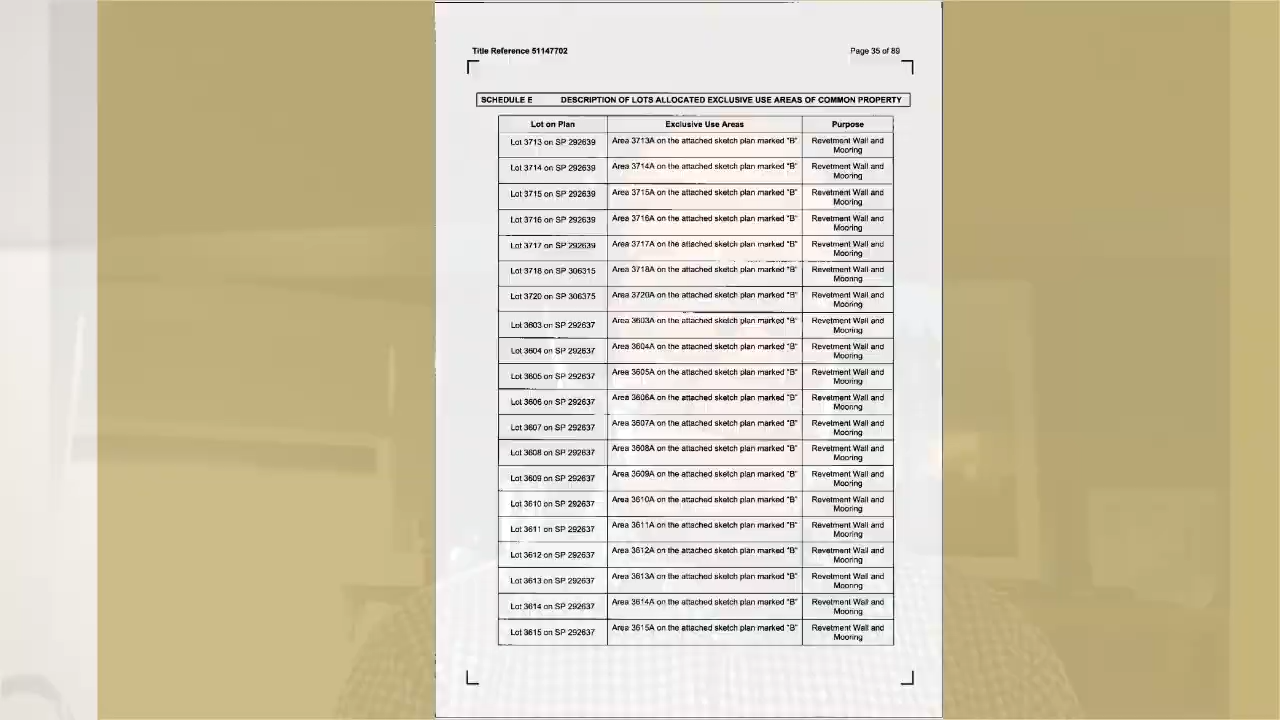 Title Reference 51147702
Page 35 of 89
SCHEDULE E DESCRIPTION OF LOTS ALLOCATED EXCLUSIVE USE AREAS OF COMMON PROPERTY
Lot on Plan Exclusive Use Areas Purpose
Lot 3713 on SP 292639 Area 3713A on the attached sketch plan marked "B" Revetment Wall and
Mooring
Lot 3714 on SP 292639 Area 3714A on the attached sketch plan marked "B" Revetment Wall and
Mooring
Lot 3715 on SP 292639 Area 3715A on the attached sketch plan marked "B" Revetment Wall and
Mooring
Lot 3716 on SP 292639 Area 3716A on the attached sketch plan marked "B" Revetment Wall and
Mooring
Lot 3717 on SP 292639 Area 3717A on the attached sketch plan marked "B" Revetment Wall and
Mooring
Lot 3718 on SP 306315 Area 3718A on the attached sketch plan marked "B" Revetment Wall and
Mooring
Lot 3720 on SP 306375 Area 3720A on the attached sketch plan marked "B" Revetment Wall and
Mooring
Lot 3603 on SP 292637 Area 3603A on the attached sketch plan marked "B" Revetment Wall and
Mooring
Lot 3604 on SP 292637 Area 3604A on the attached sketch plan marked "B" Revetment Wall and
Mooring
Lot 3605 on SP 292637 Area 3605A on the attached sketch plan marked "B" Revetment Wall and
Mooring
Lot 3606 on SP 292637 Area 3606A on the attached sketch plan marked "B" Revetment Wall and
Mooring
Lot 3607 on SP 292637 Area 3607A on the attached sketch plan marked "B" Revetment Wall and
Mooring
Lot 3608 on SP 292637 Area 3608A on the attached sketch plan marked "B" Revetment Wall and
Mooring
Lot 3609 on SP 292637 Area 3609A on the attached sketch plan marked "B" Revetment Wall and
Mooring
Lot 3610 on SP 292637 Area 3610A on the attached sketch plan marked "B" Revetment Wall and
Mooring
Lot 3611 on SP 292637 Area 3611A on the attached sketch plan marked "B" Revetment Wall and
Mooring
Lot 3612 on SP 292637 Area 3612A on the attached sketch plan marked "B" Revetment Wall and
Mooring
Lot 3613 on SP 292637 Area 3613A on the attached sketch plan marked "B" Revetment Wall and
Mooring
Lot 3614 on SP 292637 Area 3614A on the attached sketch plan marked "B" Revetment Wall and
Mooring
Lot 3615 on SP 292637 Area 3615A on the attached sketch plan marked "B" Revetment Wall and
Mooring